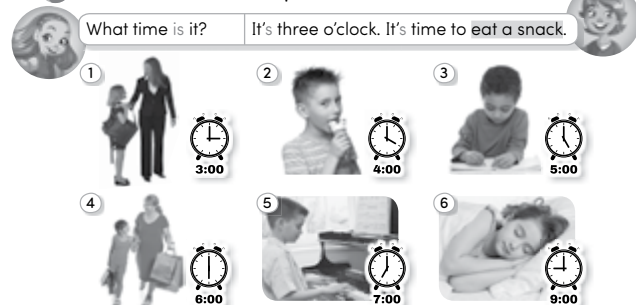 What time is it? It's three o'clock. It's time to eat a snack.
1 2 3
3:00 4:00 5:00
4 5 6
6:00 7:00 9:00